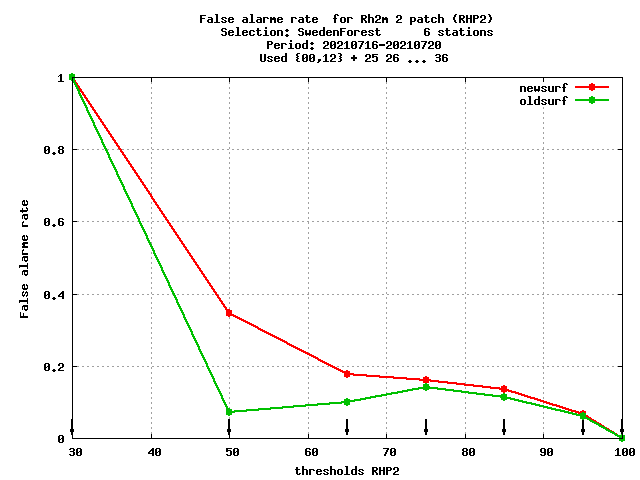 False alarme rate  for Rh2m 2 patch (RHP2)
Selection: SwedenForest      6 stations
Period: 20210716-20210720
Used {00,12} + 25 26 ... 36
newsurf
oldsurf
1
0.8
0.6
0.4
0.2
0
False alarme rate
30 40 50 60 70 80 90 100
thresholds RHP2